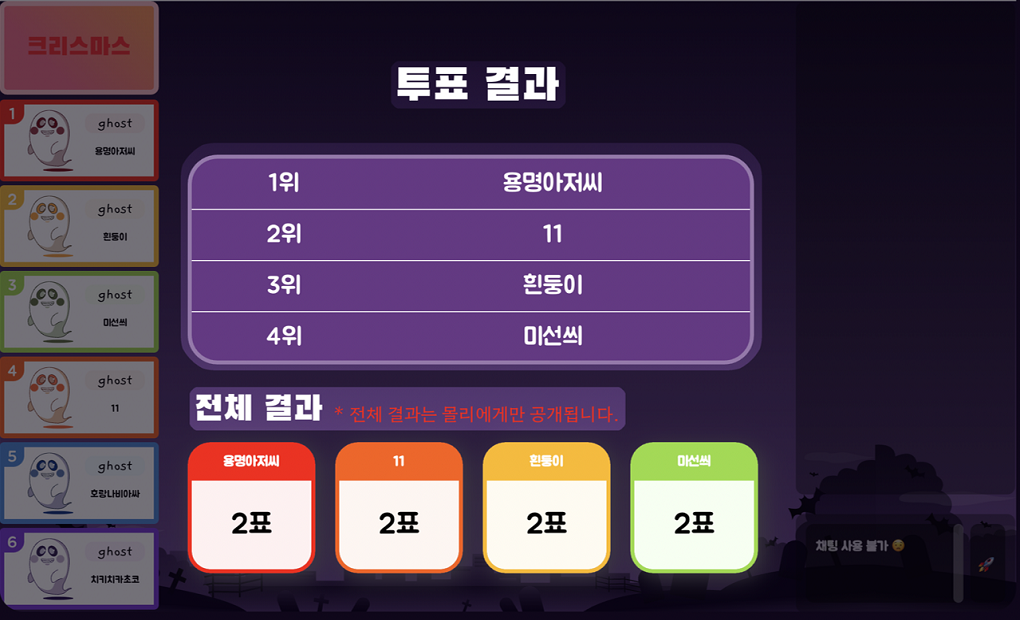 크리스마스
1
ghost
용명아저씨
2
ghost
흰둥이
3
ghost
미선씌
4
ghost
11
5
ghost
호랑나비아싸
6
ghost
치키치카초코
투표 결과
1위 용명아저씨
2위 11
3위 흰둥이
4위 미선씌
전체 결과 * 전체 결과는 몰리에게만 공개됩니다.
용명아저씨 11 흰둥이 미선씌
2표 2표 2표 2표
채팅 사용 불가 😥